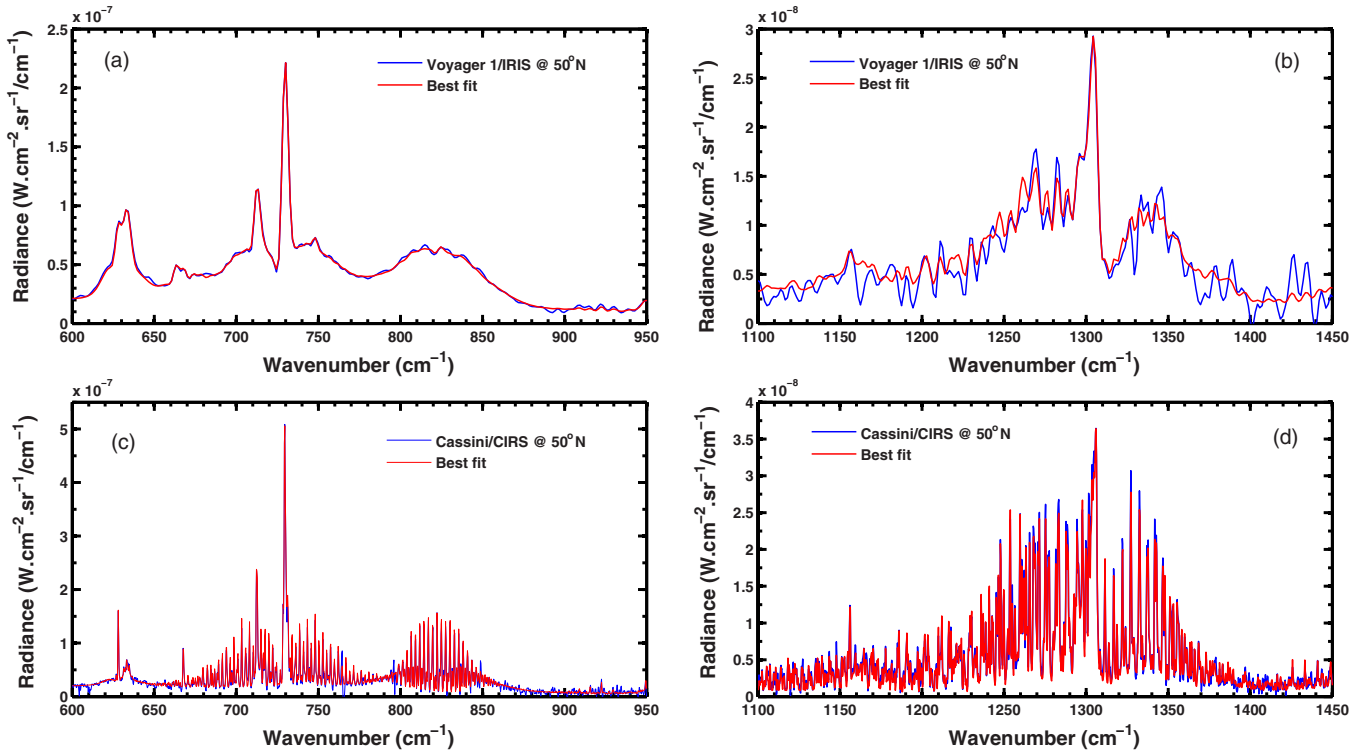 x 10⁻⁷
2.5
2
1.5
1
0.5
0
600 650 700 750 800 850 900 950
Radiance (W.cm⁻².sr⁻¹/cm⁻¹)
Wavenumber (cm⁻¹)
(a)
Voyager 1/IRIS @ 50°N
Best fit
x 10⁻⁸
3
2.5
2
1.5
1
0.5
0
1100 1150 1200 1250 1300 1350 1400 1450
Radiance (W.cm⁻².sr⁻¹/cm⁻¹)
Wavenumber (cm⁻¹)
(b)
Voyager 1/IRIS @ 50°N
Best fit
x 10⁻⁷
5
4
3
2
1
0
600 650 700 750 800 850 900 950
Radiance (W.cm⁻².sr⁻¹/cm⁻¹)
Wavenumber (cm⁻¹)
(c)
Cassini/CIRS @ 50°N
Best fit
x 10⁻⁸
4
3.5
3
2.5
2
1.5
1
0.5
0
1100 1150 1200 1250 1300 1350 1400 1450
Radiance (W.cm⁻².sr⁻¹/cm⁻¹)
Wavenumber (cm⁻¹)
(d)
Cassini/CIRS @ 50°N
Best fit